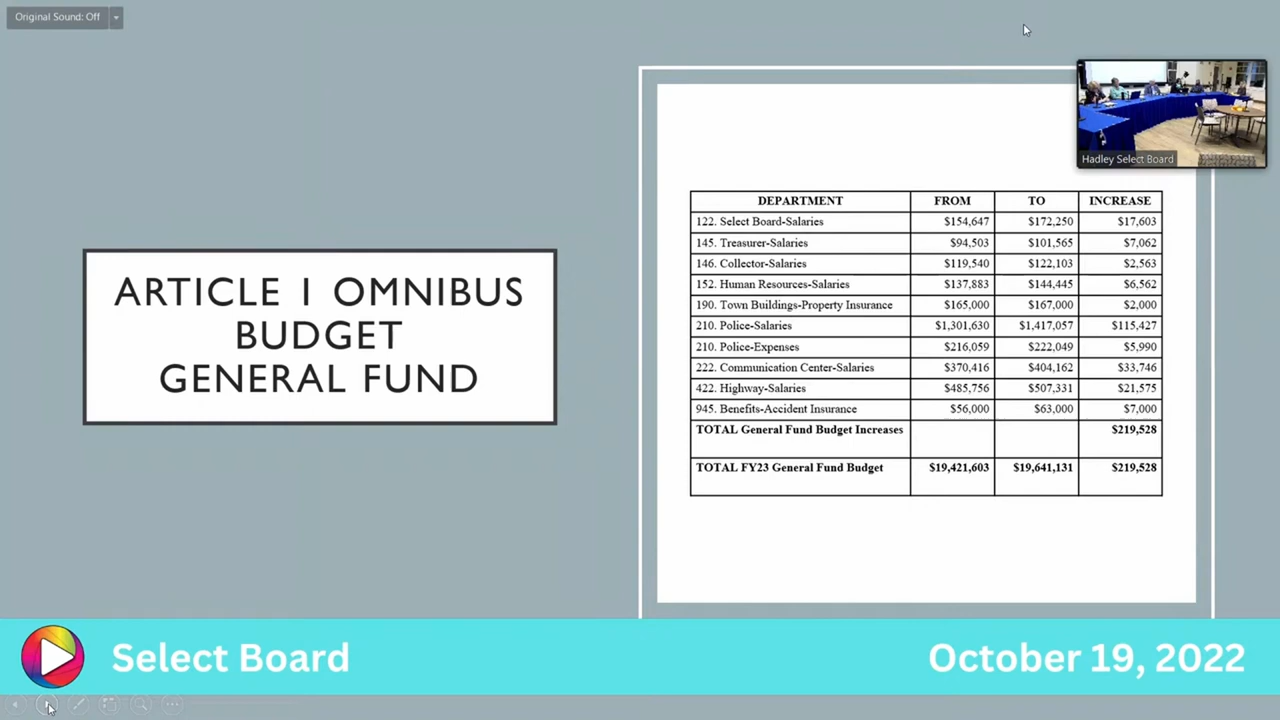 Original Sound: Off
Hadley Select Board
ARTICLE 1 OMNIBUS
BUDGET
GENERAL FUND
DEPARTMENT FROM TO INCREASE
122. Select Board-Salaries $154,647 $172,250 $17,603
145. Treasurer-Salaries $94,503 $101,565 $7,062
146. Collector-Salaries $119,540 $122,103 $2,563
152. Human Resources-Salaries $137,883 $144,445 $6,562
190. Town Buildings-Property Insurance $165,000 $167,000 $2,000
210. Police-Salaries $1,301,630 $1,417,057 $115,427
210. Police-Expenses $216,059 $222,049 $5,990
222. Communication Center-Salaries $370,416 $404,162 $33,746
422. Highway-Salaries $485,756 $507,331 $21,575
945. Benefits-Accident Insurance $56,000 $63,000 $7,000
TOTAL General Fund Budget Increases $219,528
TOTAL FY23 General Fund Budget $19,421,603 $19,641,131 $219,528
Select Board October 19, 2022